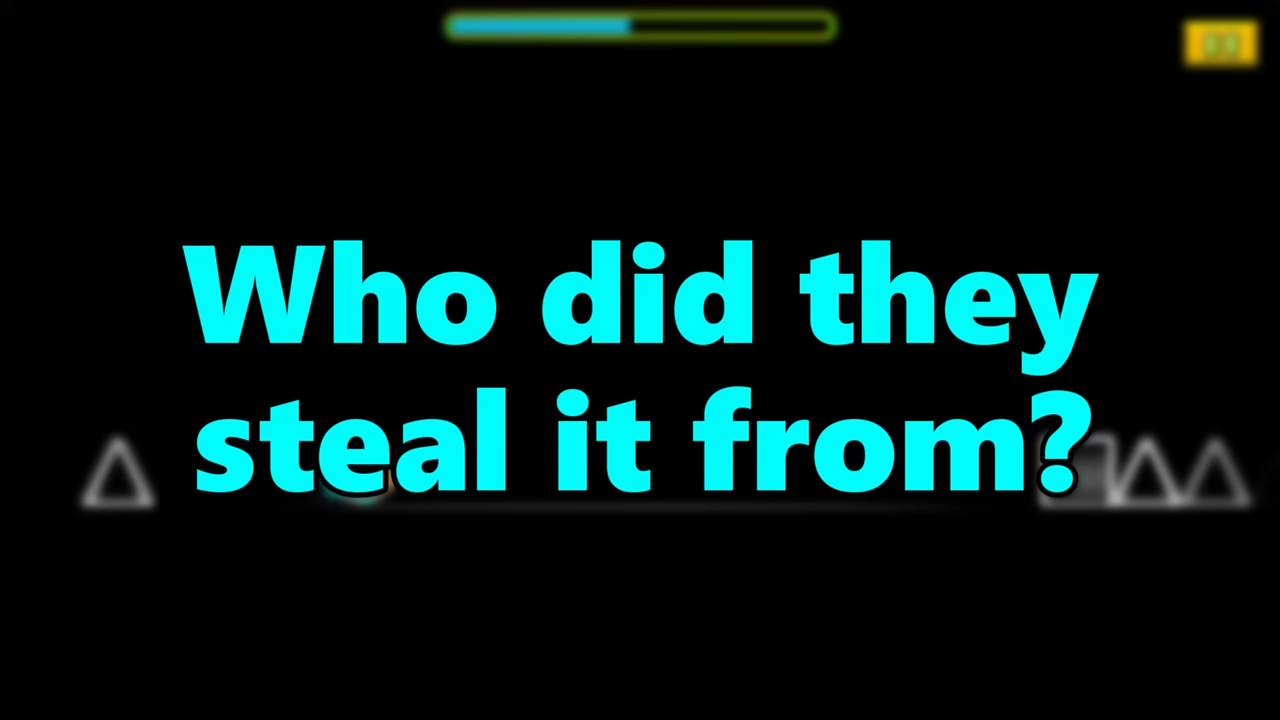 Who did they
steal it from?